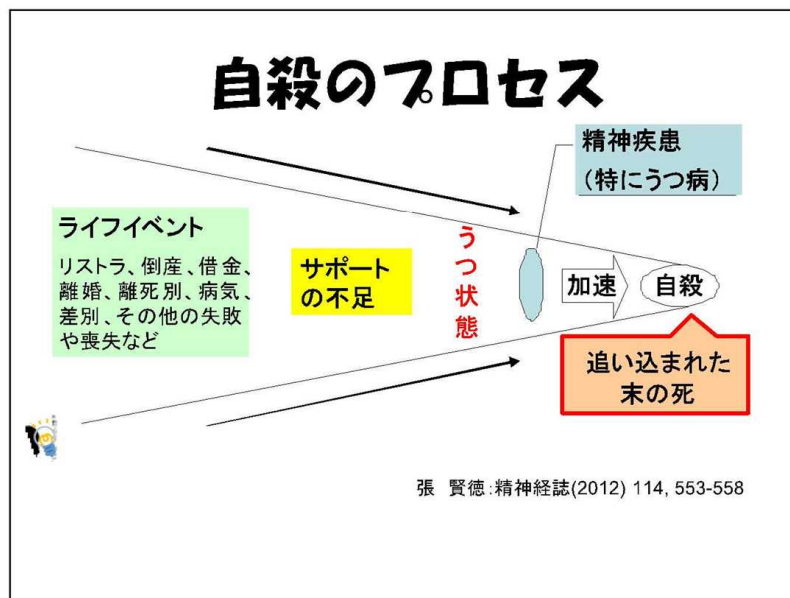 自殺のプロセス
精神疾患
（特にうつ病）
ライフイベント
リストラ、倒産、借金、
離婚、離死別、病気、
差別、その他の失敗
や喪失など
サポート
の不足
うつ状態
加速
自殺
追い込まれた
末の死
張　賢徳：精神経誌(2012) 114, 553-558